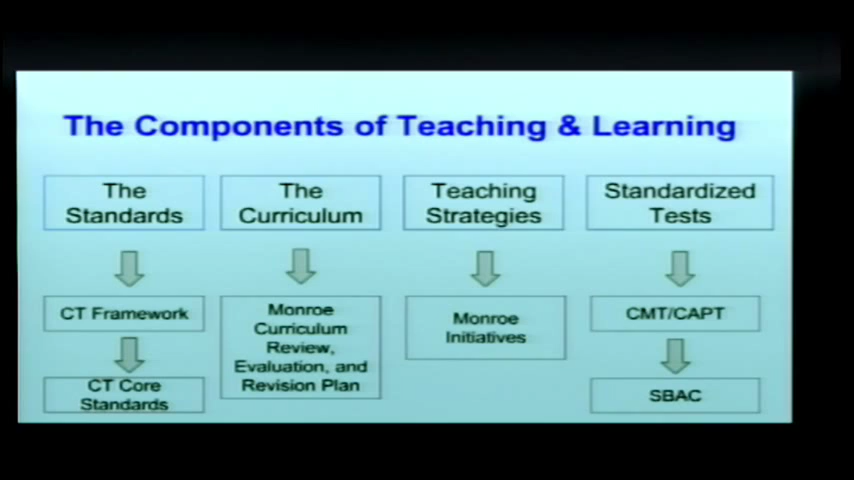 The Components of Teaching & Learning
The
Standards
The
Curriculum
Teaching
Strategies
Standardized
Tests
CT Framework
Monroe
Curriculum
Review,
Evaluation, and
Revision Plan
Monroe
Initiatives
CMT/CAPT
CT Core
Standards
SBAC